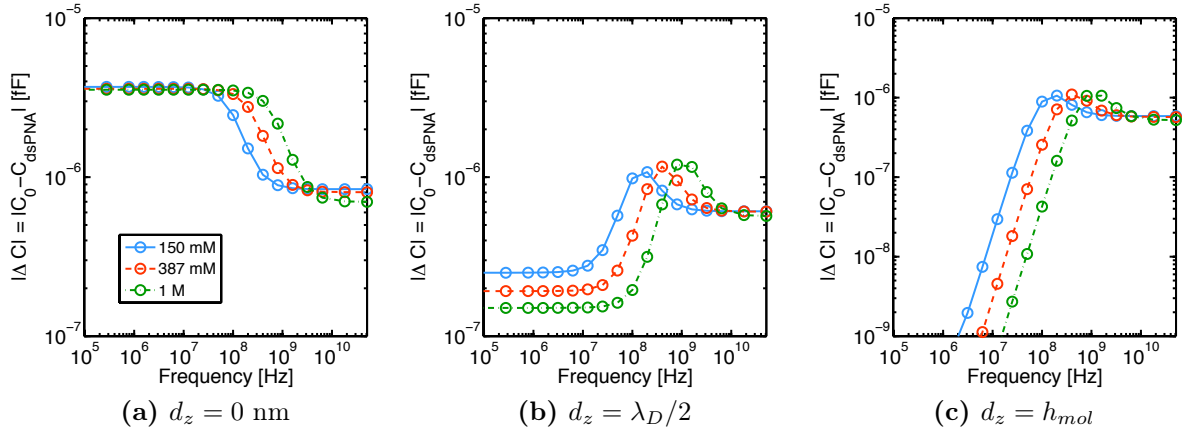 10^-5
10^-6
10^-7
|Δ C| = |C_0-C_dsPNA| [fF]
150 mM
387 mM
1 M
10^5 10^6 10^7 10^8 10^9 10^10
Frequency [Hz]
(a) d_z = 0 nm
10^-5
10^-6
10^-7
|Δ C| = |C_0-C_dsPNA| [fF]
10^5 10^6 10^7 10^8 10^9 10^10
Frequency [Hz]
(b) d_z = λ_D/2
10^-5
10^-6
10^-7
10^-8
10^-9
|Δ C| = |C_0-C_dsPNA| [fF]
10^5 10^6 10^7 10^8 10^9 10^10
Frequency [Hz]
(c) d_z = h_mol